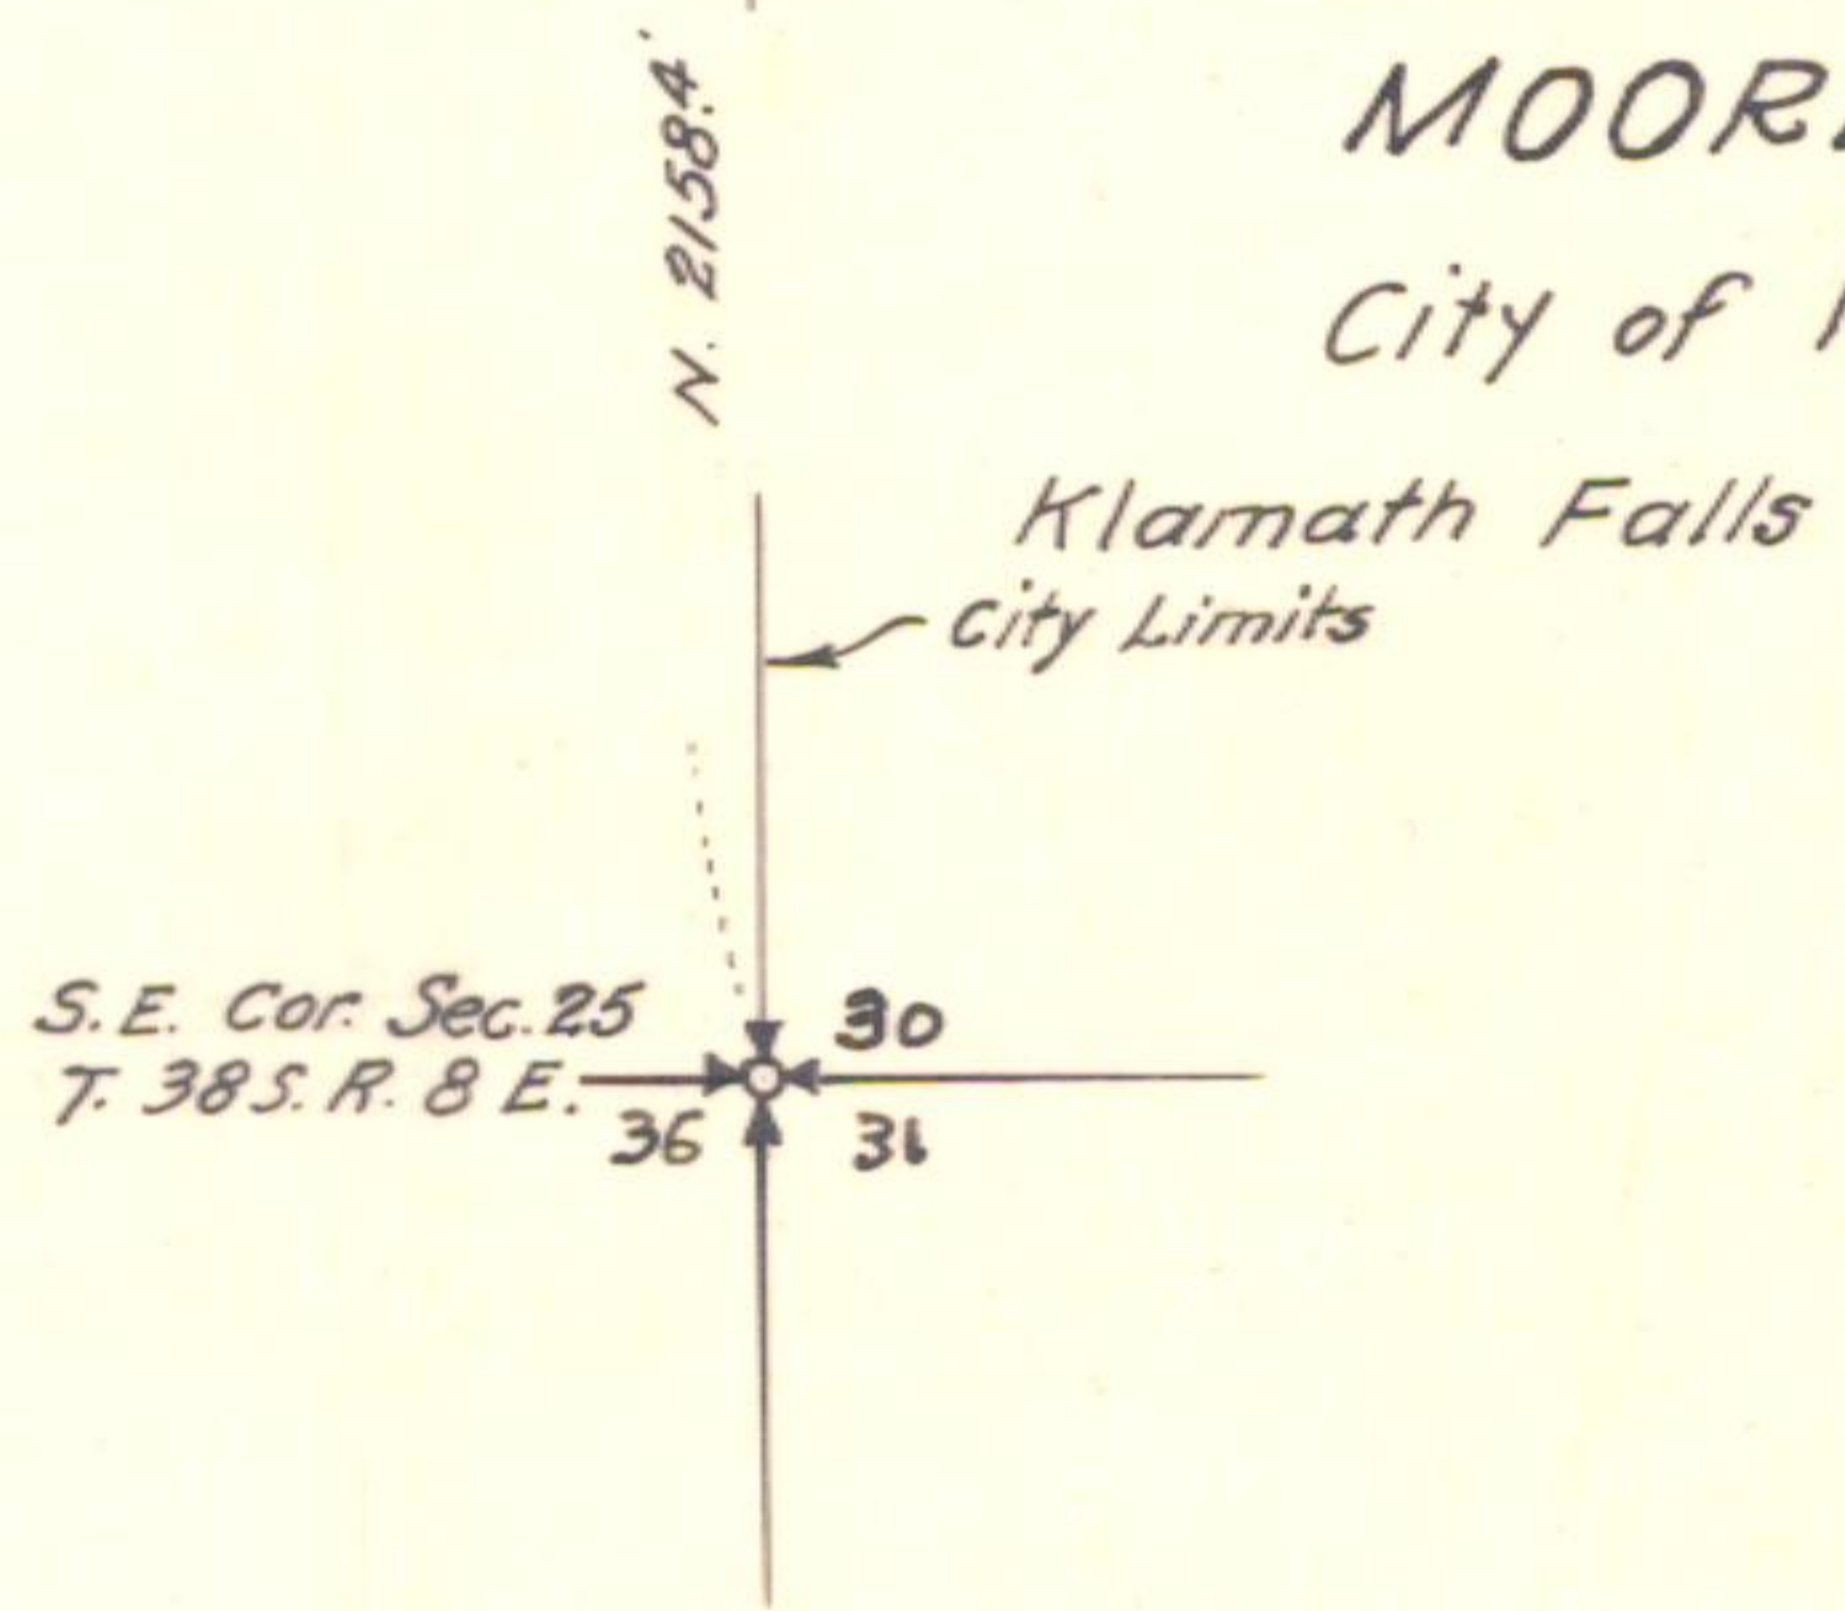 N. 2158.4'
MOOR
City of
Klamath Falls
City Limits
S.E. Cor. Sec. 25
T. 38 S. R. 8 E.
30
36
31